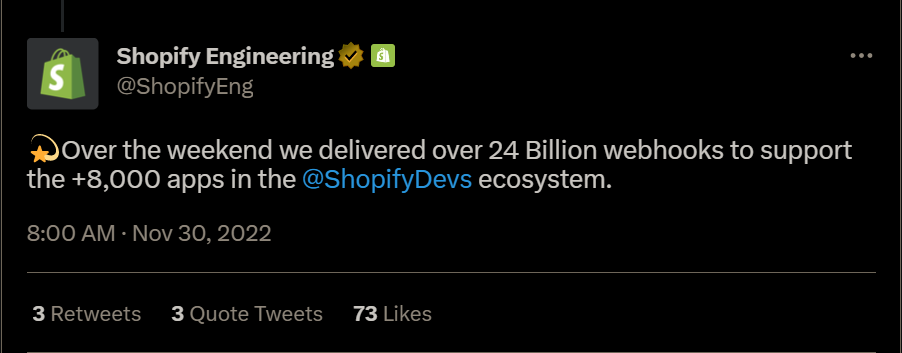 Shopify Engineering
@ShopifyEng
💫Over the weekend we delivered over 24 Billion webhooks to support
the +8,000 apps in the @ShopifyDevs ecosystem.
8:00 AM · Nov 30, 2022
3 Retweets 3 Quote Tweets 73 Likes